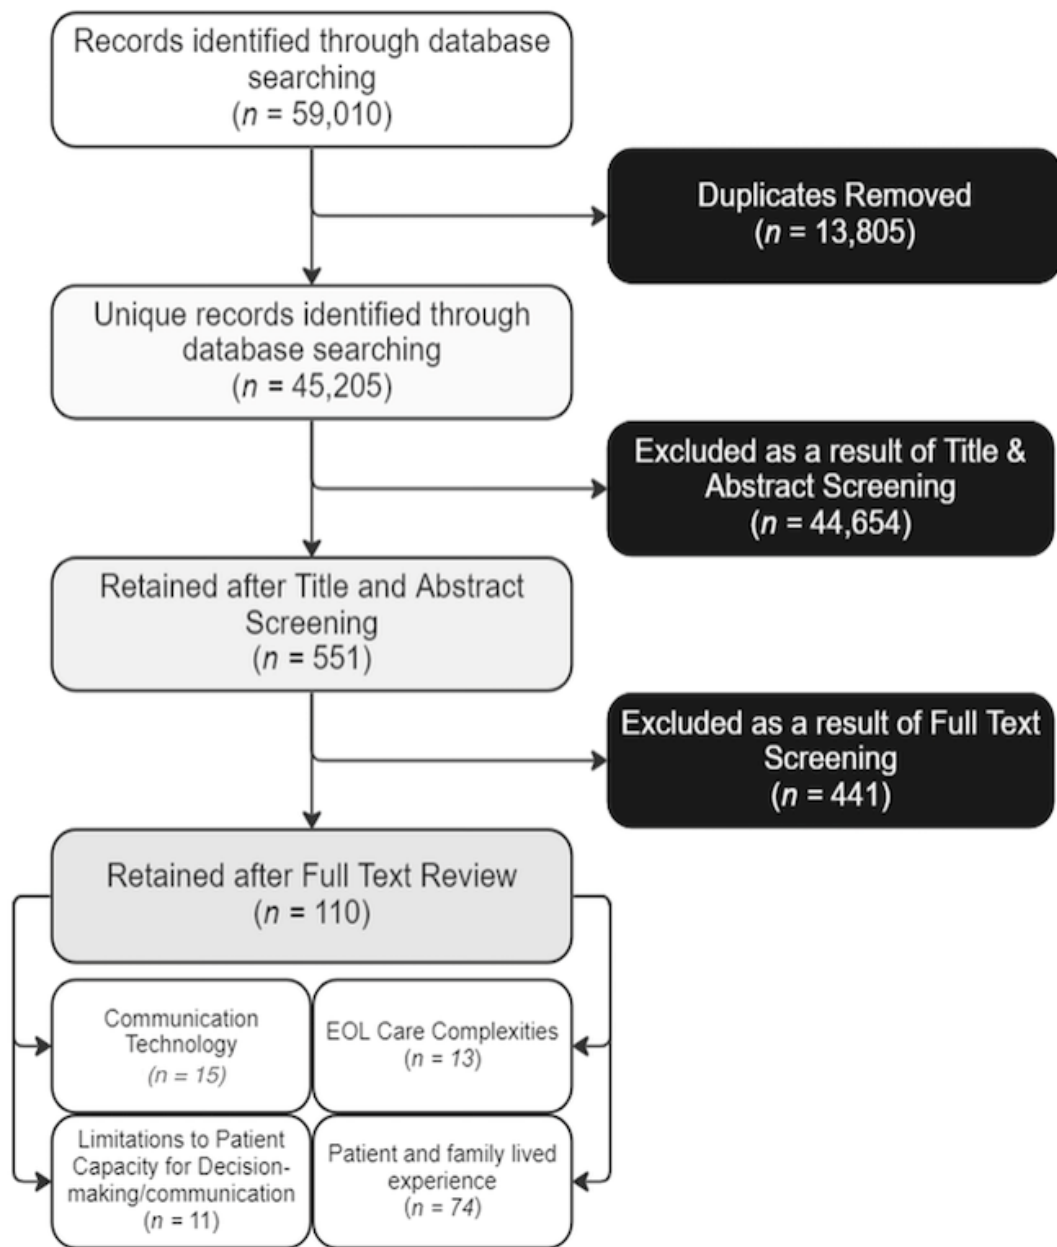 Records identified through database
searching
(n = 59,010)
Duplicates Removed
(n = 13,805)
Unique records identified through
database searching
(n = 45,205)
Excluded as a result of Title &
Abstract Screening
(n = 44,654)
Retained after Title and Abstract
Screening
(n = 551)
Excluded as a result of Full Text
Screening
(n = 441)
Retained after Full Text Review
(n = 110)
Communication
Technology
(n = 15)
EOL Care Complexities
(n = 13)
Limitations to Patient
Capacity for Decision-
making/communication
(n = 11)
Patient and family lived
experience
(n = 74)